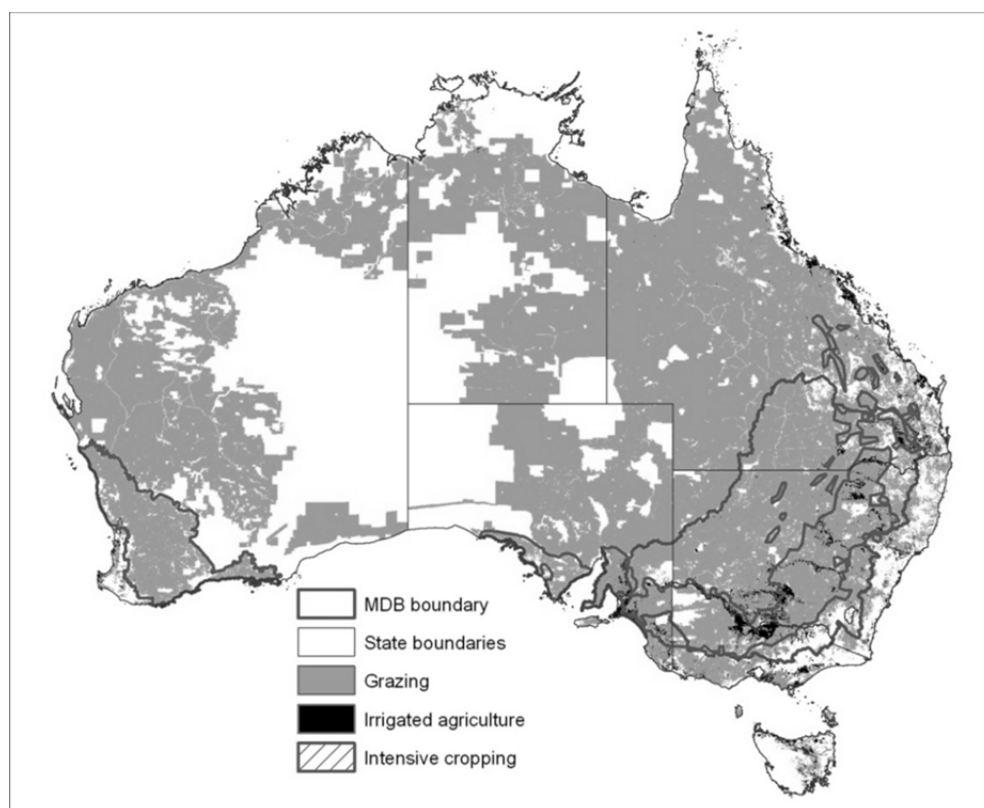 MDB boundary
State boundaries
Grazing
Irrigated agriculture
Intensive cropping